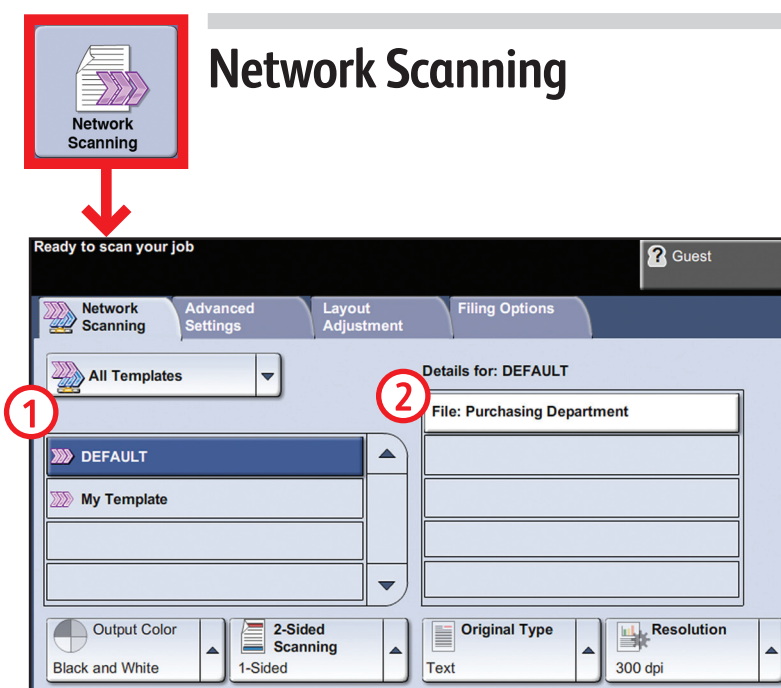 Network
Scanning
Network Scanning
Ready to scan your job
Guest
Network
Scanning
Advanced
Settings
Layout
Adjustment
Filing Options
All Templates
Details for: DEFAULT
1
2
File: Purchasing Department
DEFAULT
My Template
Output Color
Black and White
2-Sided
Scanning
1-Sided
Original Type
Text
Resolution
300 dpi